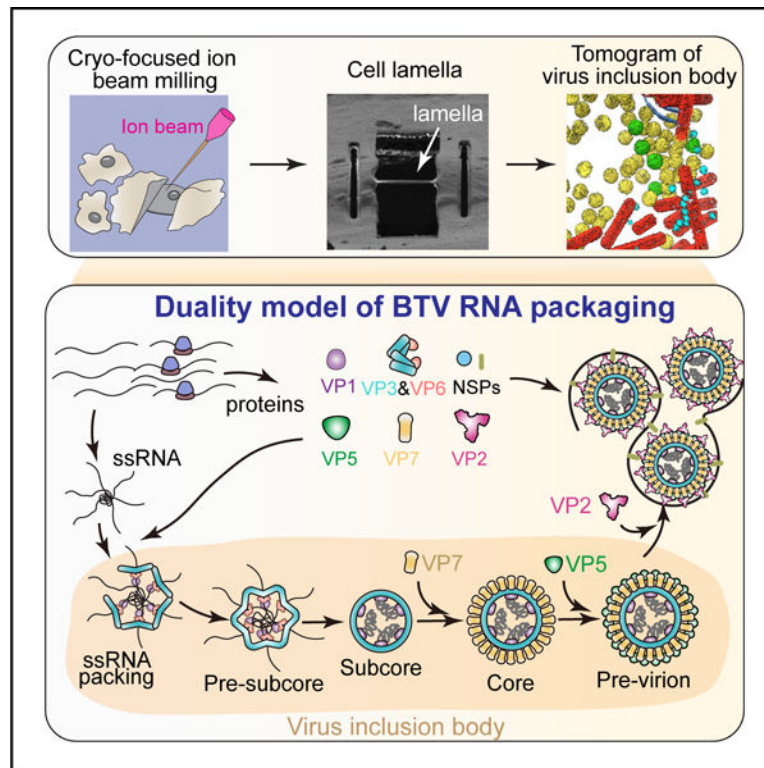 Cryo-focused ion
beam milling
Cell lamella
Tomogram of
virus inclusion body
Ion beam
lamella
Duality model of BTV RNA packaging
proteins
VP1
VP3&VP6
NSPs
VP5
VP7
VP2
ssRNA
VP2
VP7
VP5
ssRNA
packing
Pre-subcore
Subcore
Core
Pre-virion
Virus inclusion body